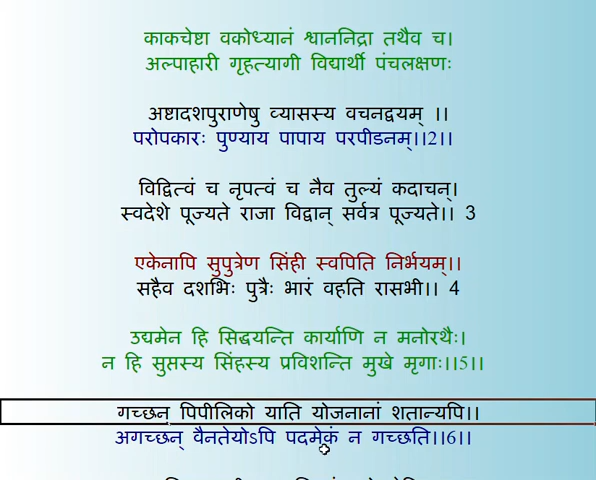 काकचेष्टा वकोध्यानं श्वाननिद्रा तथैव च।
अल्पाहारी गृहत्यागी विद्यार्थी पंचलक्षणः
अष्टादशपुराणेषु व्यासस्य वचनद्वयम् ।।
परोपकारः पुण्याय पापाय परपीडनम्।।2।।
विद्वित्वं च नृपत्वं च नैव तुल्यं कदाचन्।
स्वदेशे पूज्यते राजा विद्वान् सर्वत्र पूज्यते।। 3
एकेनापि सुपुत्रेण सिंही स्वपिति निर्भयम्।।
सहैव दशभिः पुत्रैः भारं वहति रासभी।। 4
उद्यमेन हि सिद्धयन्ति कार्याणि न मनोरथैः।
न हि सुप्तस्य सिंहस्य प्रविशन्ति मुखे मृगाः।।5।।
गच्छन् पिपीलिको याति योजनानां शतान्यपि।।
अगच्छन् वैनतेयोऽपि पदमेकं न गच्छति।।6।।